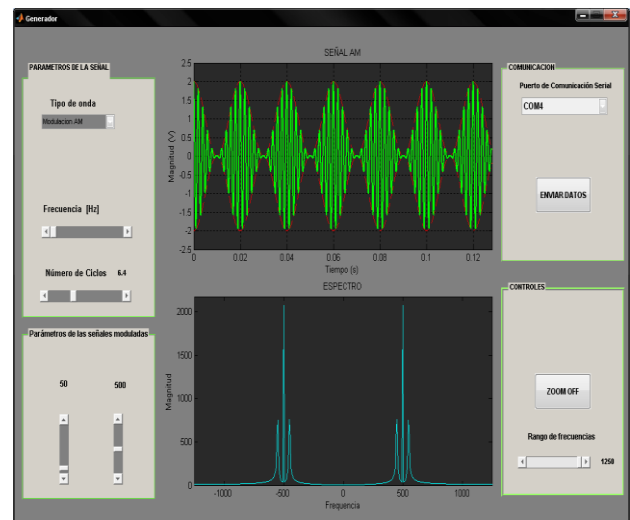 Generador
PARAMETROS DE LA SEÑAL
Tipo de onda
Modulacion AM
Frecuencia [Hz]
Número de Ciclos 6.4
Parámetros de las señales moduladas
50 500
SEÑAL AM
Magnitud (V)
2.5
2
1.5
1
0.5
0
-0.5
-1
-1.5
-2
-2.5
0 0.02 0.04 0.06 0.08 0.1 0.12
Tiempo (s)
ESPECTRO
Magnitud
2000
1500
1000
500
0
-1000 -500 0 500 1000
Frequencia
COMUNICACION
Puerto de Comunicación Serial
COM4
ENVIAR DATOS
CONTROLES
ZOOM OFF
Rango de frecuencias
1250